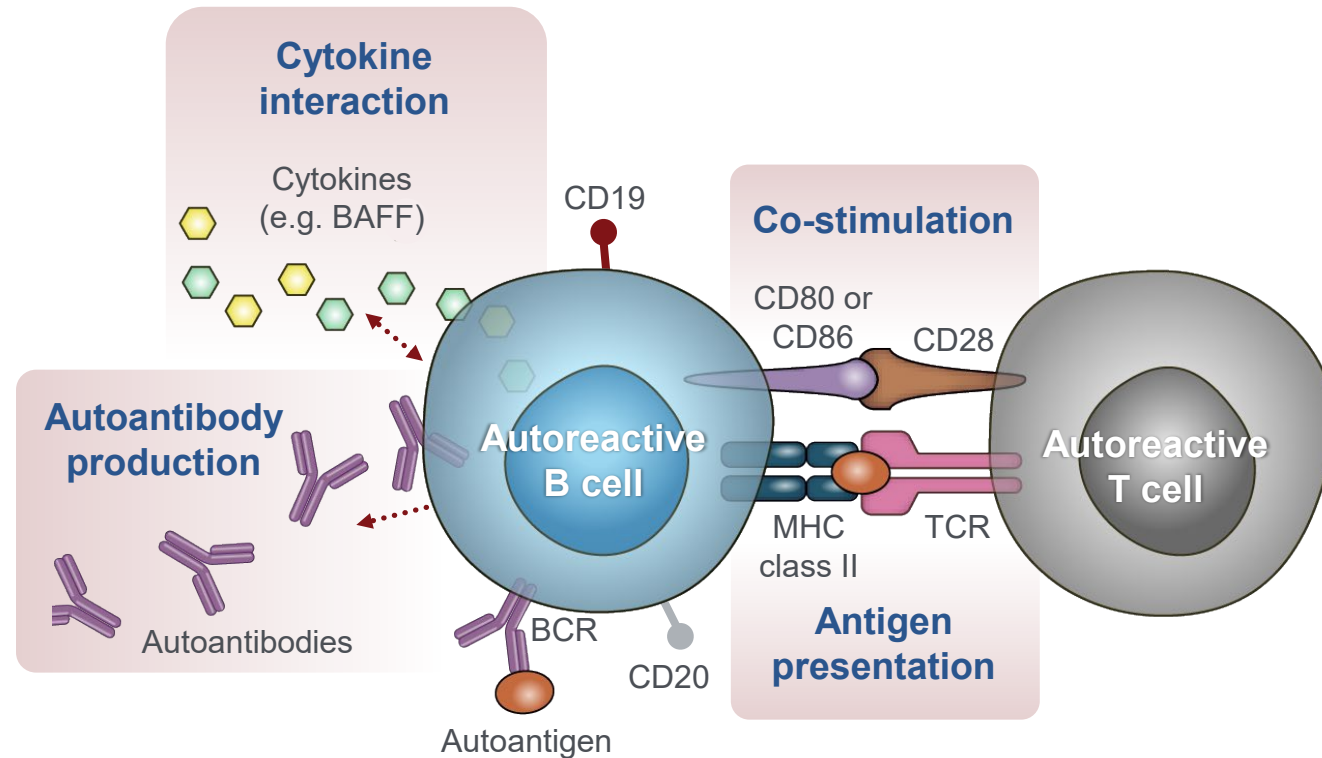 Cytokine
interaction
Cytokines
(e.g. BAFF)
CD19
Co-stimulation
CD80 or
CD86
CD28
Autoantibody
production
Autoreactive
B cell
Autoreactive
T cell
MHC
class II
TCR
Autoantibodies
BCR
CD20
Antigen
presentation
Autoantigen